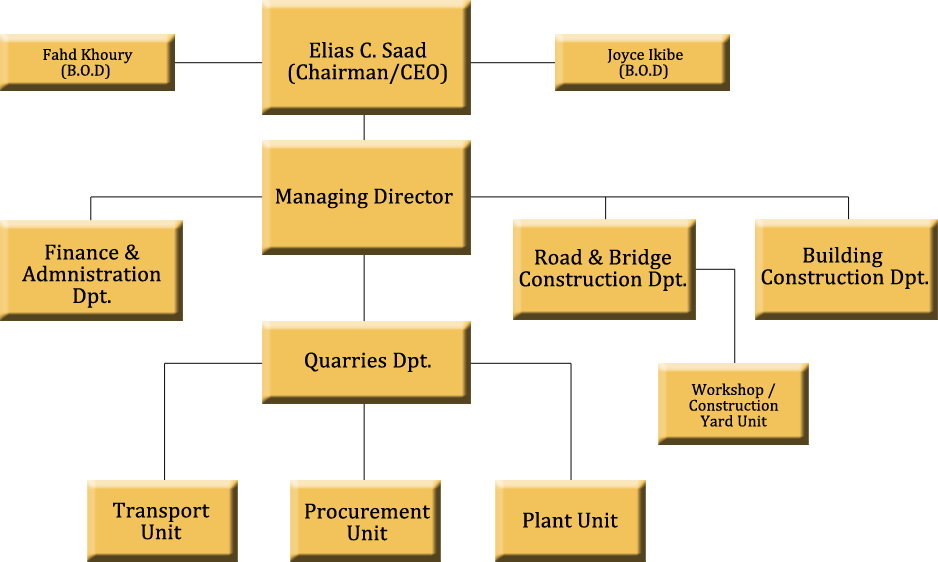 Fahd Khoury
(B.O.D)
Elias C. Saad
(Chairman/CEO)
Joyce Ikibe
(B.O.D)
Managing Director
Finance &
Admnistration
Dpt.
Road & Bridge
Construction Dpt.
Building
Construction Dpt.
Quarries Dpt.
Workshop /
Construction
Yard Unit
Transport
Unit
Procurement
Unit
Plant Unit